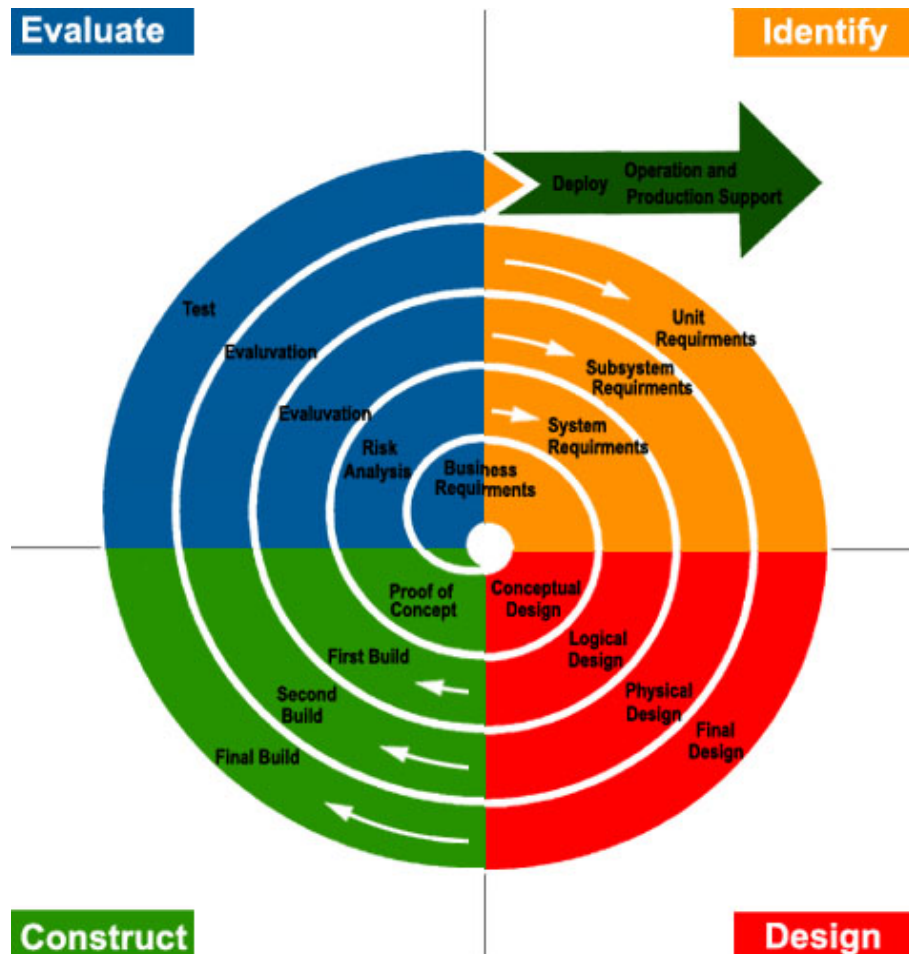 Evaluate
Identify
Deploy
Operation and
Production Support
Test
Evaluvation
Evaluvation
Risk
Analysis
Business
Requirments
Unit
Requirments
Subsystem
Requirments
System
Requirments
Proof of
Concept
First Build
Second
Build
Final Build
Conceptual
Design
Logical
Design
Physical
Design
Final
Design
Construct
Design